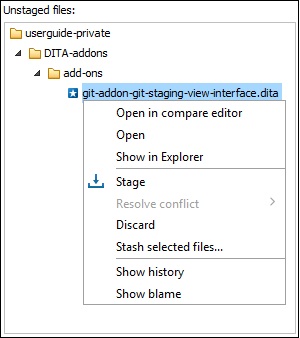 Unstaged files:
userguide-private
DITA-addons
add-ons
git-addon-git-staging-view-interface.dita
Open in compare editor
Open
Show in Explorer
Stage
Resolve conflict
Discard
Stash selected files...
Show history
Show blame